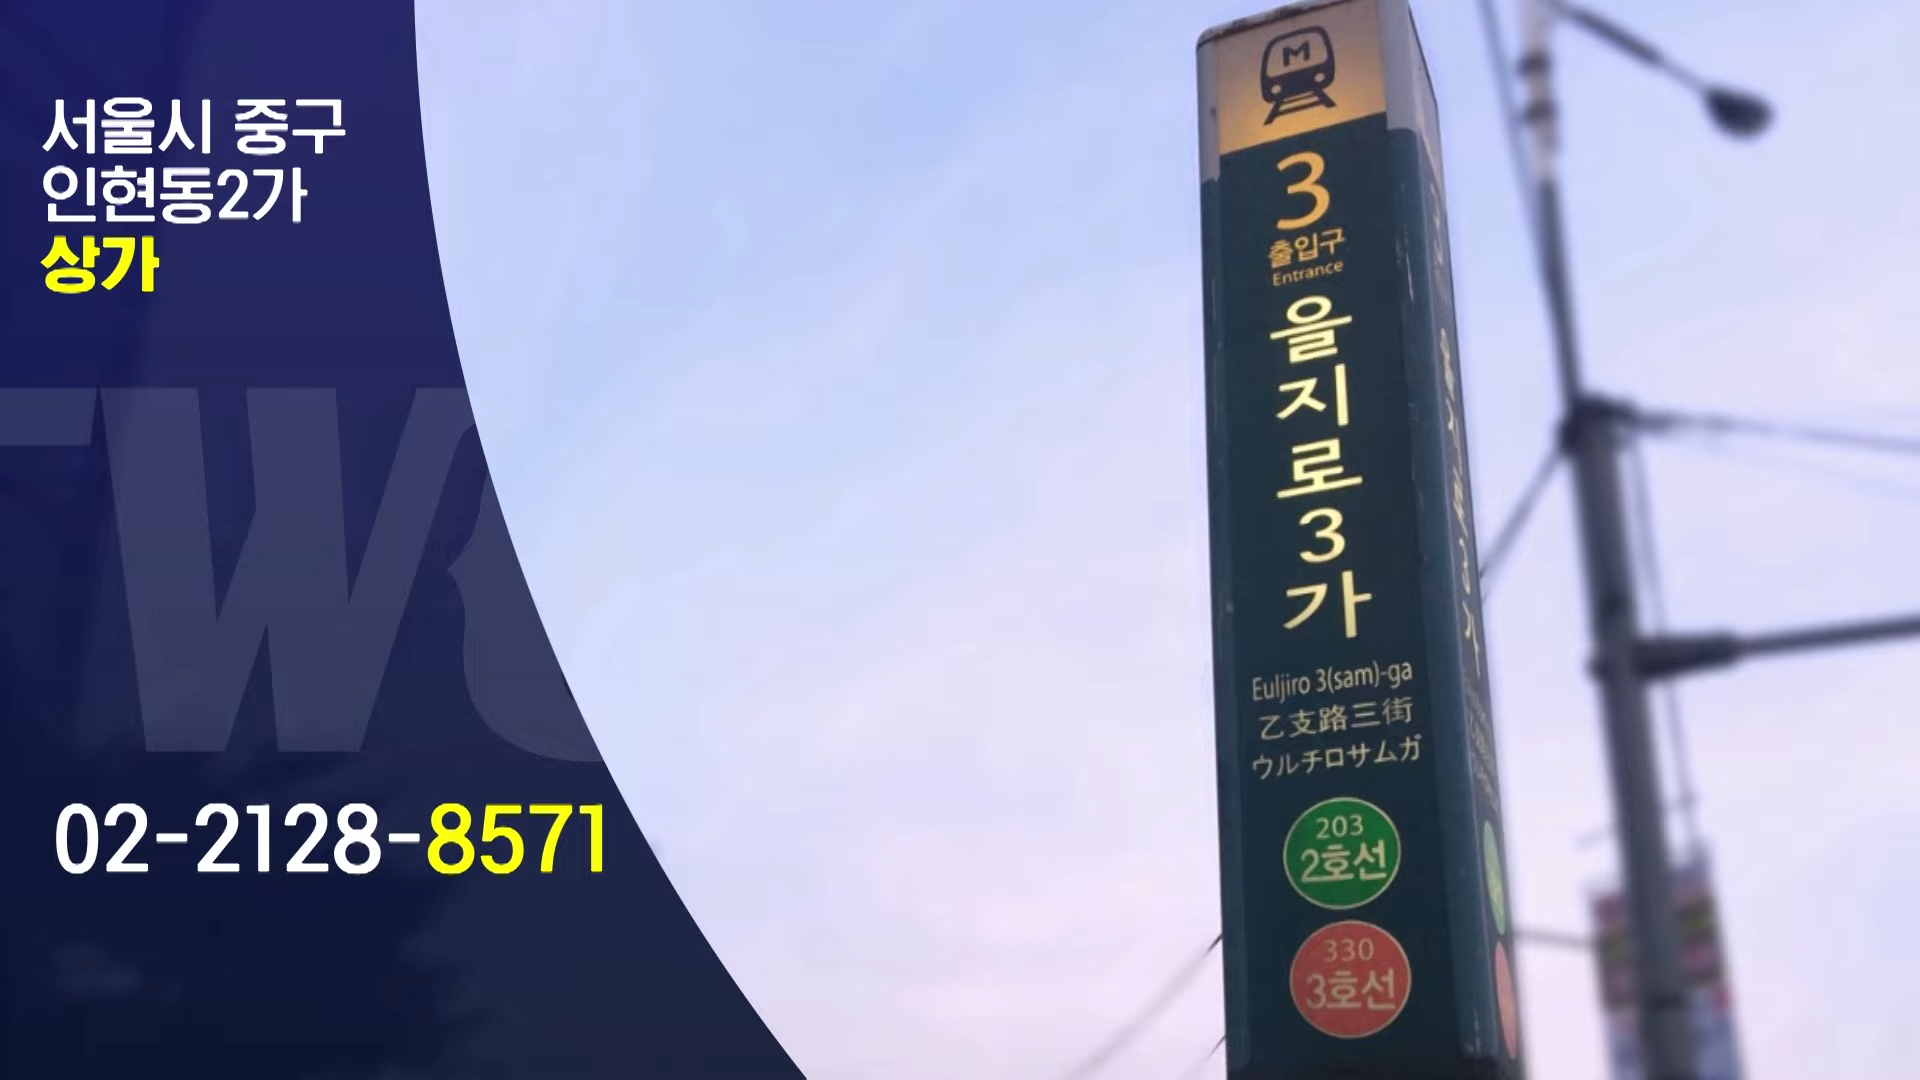 서울시 중구
인현동2가
상가
02-2128-8571
M
3
출입구
Entrance
을지로3가
Euljiro 3(sam)-ga
乙支路三街
ウルチロサムガ
203
2호선
330
3호선